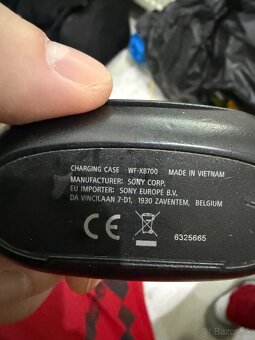 CHARGING CASE WF-XB700 MADE IN VIETNAM
MANUFACTURER: SONY CORP.
EU IMPORTER: SONY EUROPE B.V.
DA VINCILAAN 7-D1, 1930 ZAVENTEM, BELGIUM
CE
6325665